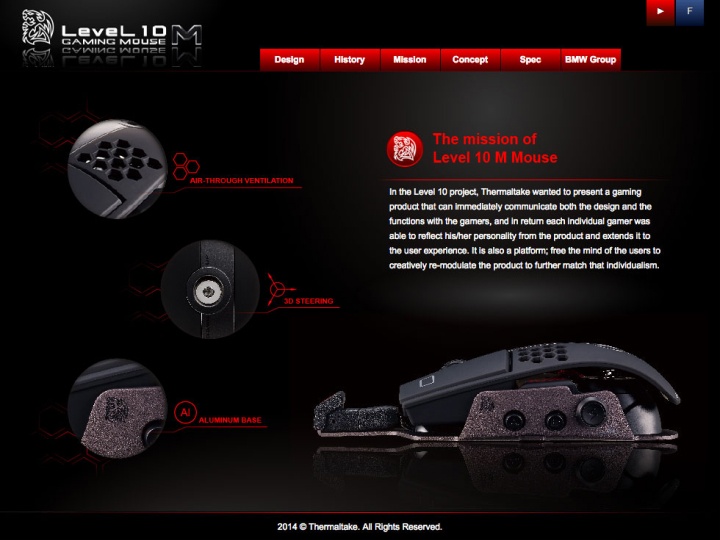 LeveL 10 M
GAMING MOUSE
F
Design
History
Mission
Concept
Spec
BMW Group
AIR-THROUGH VENTILATION
3D STEERING
Al
ALUMINUM BASE
The mission of
Level 10 M Mouse
In the Level 10 project, Thermaltake wanted to present a gaming
product that can immediately communicate both the design and the
functions with the gamers, and in return each individual gamer was
able to reflect his/her personality from the product and extends it to
the user experience. It is also a platform; free the mind of the users to
creatively re-modulate the product to further match that individualism.
2014 © Thermaltake. All Rights Reserved.